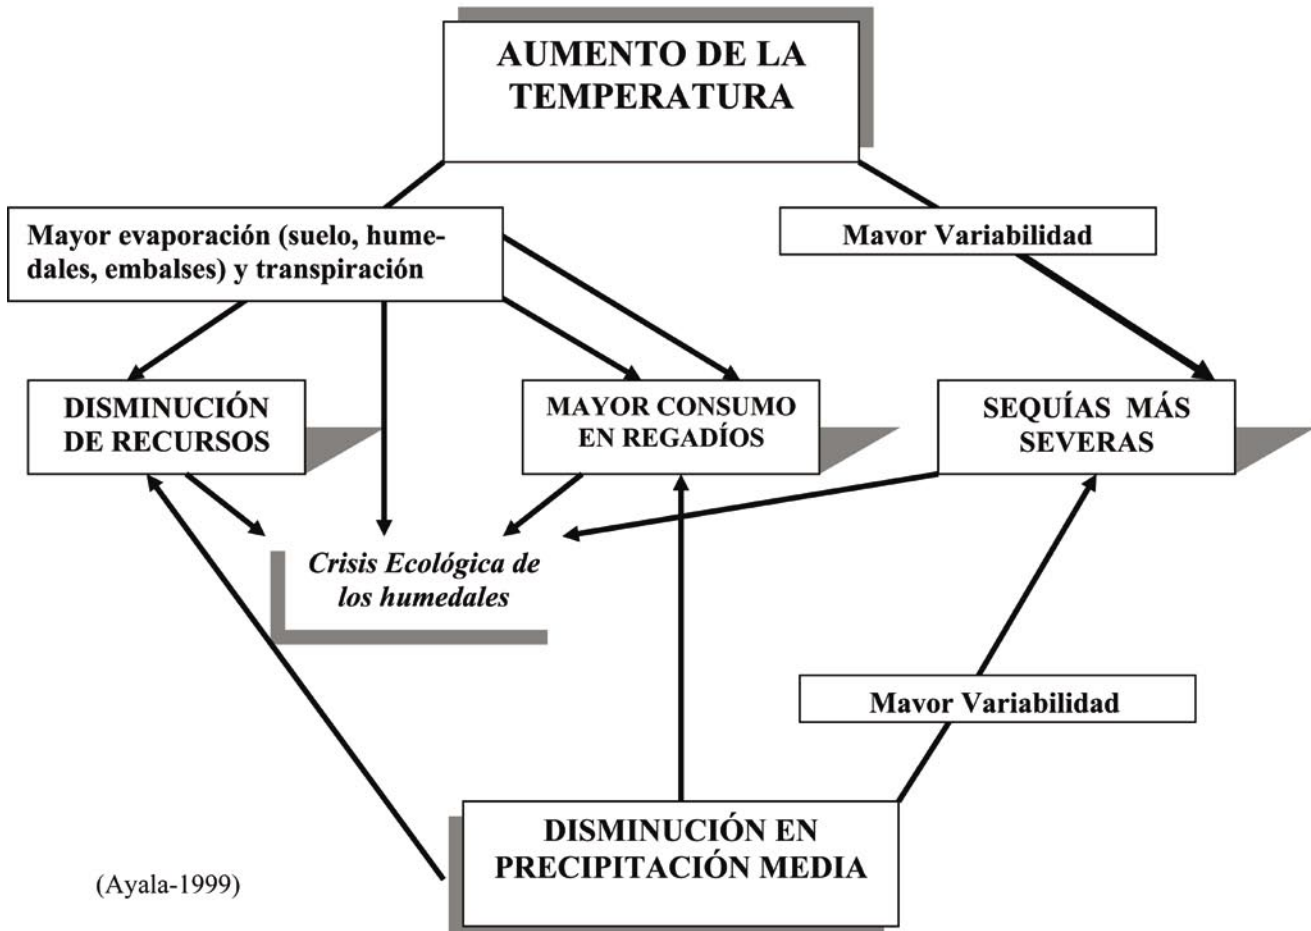 AUMENTO DE LA
TEMPERATURA
Mayor evaporación (suelo, hume-
dales, embalses) y transpiración
Mavor Variabilidad
DISMINUCIÓN
DE RECURSOS
MAYOR CONSUMO
EN REGADÍOS
SEQUÍAS MÁS
SEVERAS
Crisis Ecológica de
los humedales
Mavor Variabilidad
DISMINUCIÓN EN
PRECIPITACIÓN MEDIA
(Ayala-1999)